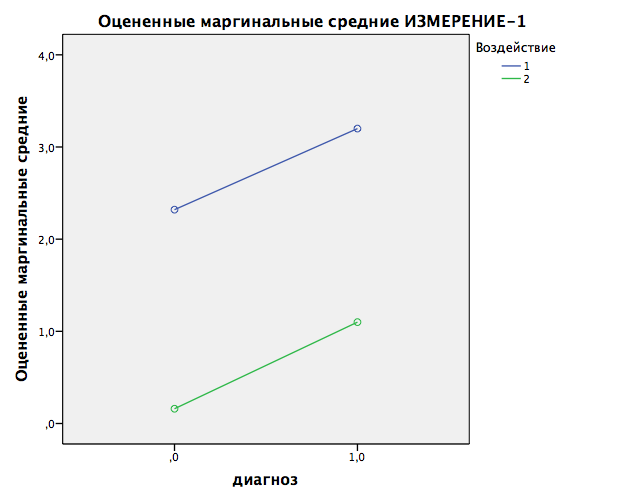 Оцененные маргинальные средние ИЗМЕРЕНИЕ-1
Воздействие
1
2
Оцененные маргинальные средние
4,0
3,0
2,0
1,0
,0
,0
1,0
диагноз